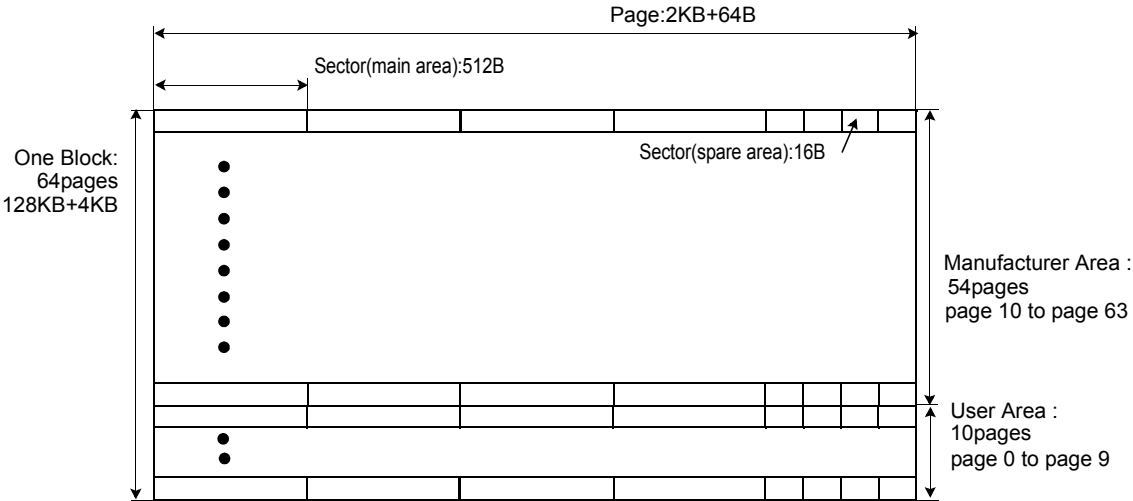 Page:2KB+64B
Sector(main area):512B
One Block:
64pages
128KB+4KB
Sector(spare area):16B
Manufacturer Area :
54pages
page 10 to page 63
User Area :
10pages
page 0 to page 9